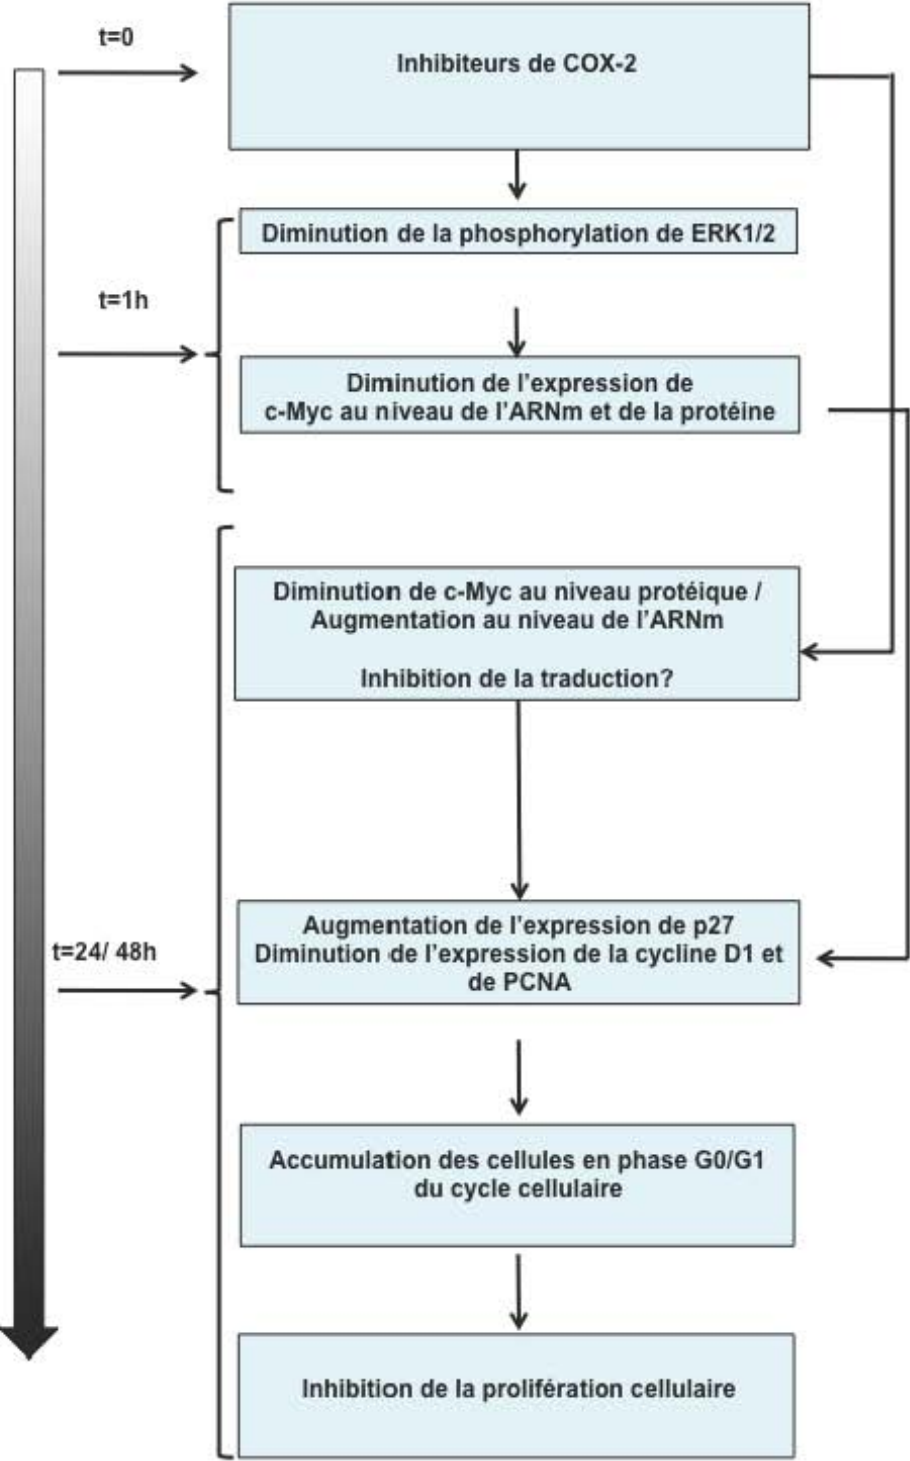 t=0
Inhibiteurs de COX-2
Diminution de la phosphorylation de ERK1/2
t=1h
Diminution de l'expression de
c-Myc au niveau de l'ARNm et de la protéine
Diminution de c-Myc au niveau protéique /
Augmentation au niveau de l'ARNm
Inhibition de la traduction?
Augmentation de l'expression de p27
Diminution de l'expression de la cycline D1 et
de PCNA
t=24/ 48h
Accumulation des cellules en phase G0/G1
du cycle cellulaire
Inhibition de la prolifération cellulaire